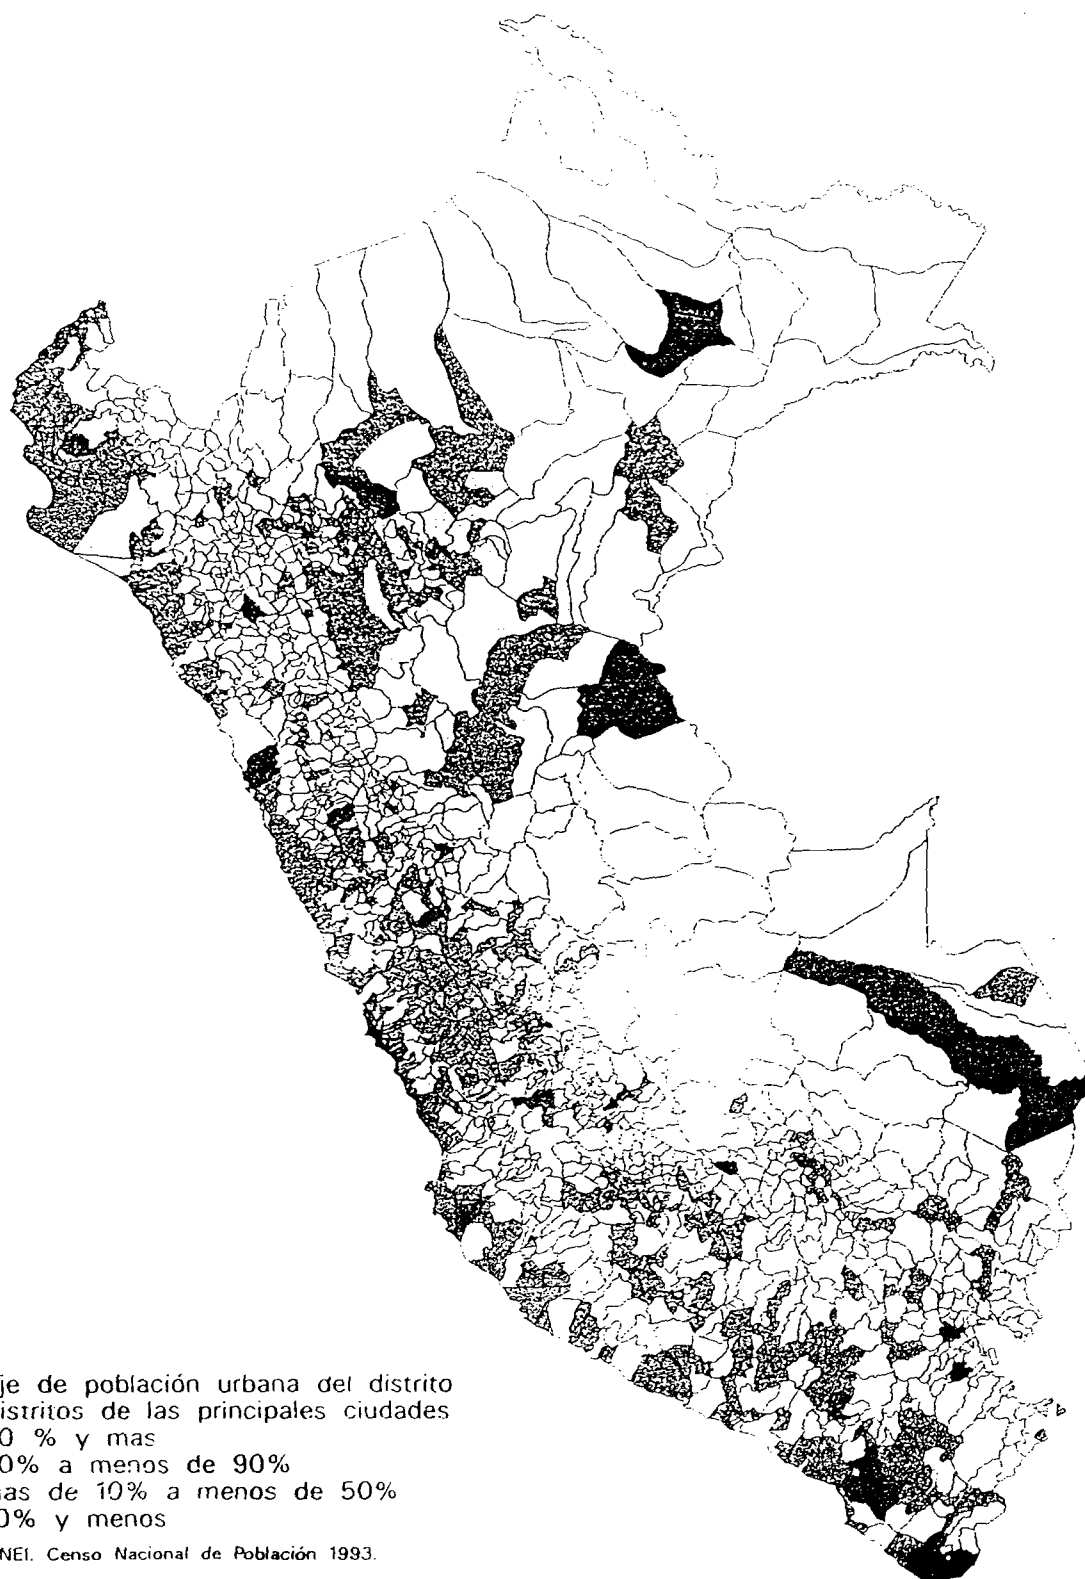 je de población urbana del distrito
istritos de las principales ciudades
0 % y mas
0% a menos de 90%
as de 10% a menos de 50%
0% y menos
NEI. Censo Nacional de Población 1993.